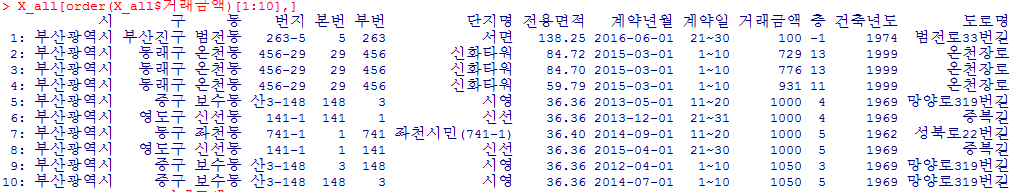 > X_all[order(X_all$거래금액)[1:10],]
시 구 동 번지 본번 부번 단지명 전용면적 계약년월 계약일 거래금액 층 건축년도 도로명
1: 부산광역시 부산진구 범전동 263-5 5 263 서면 138.25 2016-06-01 21~30 100 -1 1974 범전로33번길
2: 부산광역시 동래구 온천동 456-29 29 456 신화타워 84.72 2015-03-01 1~10 729 13 1999 온천장로
3: 부산광역시 동래구 온천동 456-29 29 456 신화타워 84.70 2015-03-01 1~10 776 13 1999 온천장로
4: 부산광역시 동래구 온천동 456-29 29 456 신화타워 59.79 2015-03-01 1~10 931 11 1999 온천장로
5: 부산광역시 중구 보수동 산3-148 148 3 시영 36.36 2013-05-01 11~20 1000 4 1969 망양로319번길
6: 부산광역시 영도구 신선동 141-1 141 1 신선 36.36 2013-12-01 21~31 1000 4 1969 중복길
7: 부산광역시 동구 좌천동 741-1 1 741 좌천시민(741-1) 36.40 2014-09-01 11~20 1000 5 1962 성북로22번길
8: 부산광역시 영도구 신선동 141-1 1 141 신선 36.36 2015-04-01 21~30 1000 5 1969 중복길
9: 부산광역시 중구 보수동 산3-148 3 148 시영 36.36 2012-04-01 1~10 1050 3 1969 망양로319번길
10: 부산광역시 중구 보수동 산3-148 148 3 시영 36.36 2014-07-01 1~10 1050 5 1969 망양로319번길